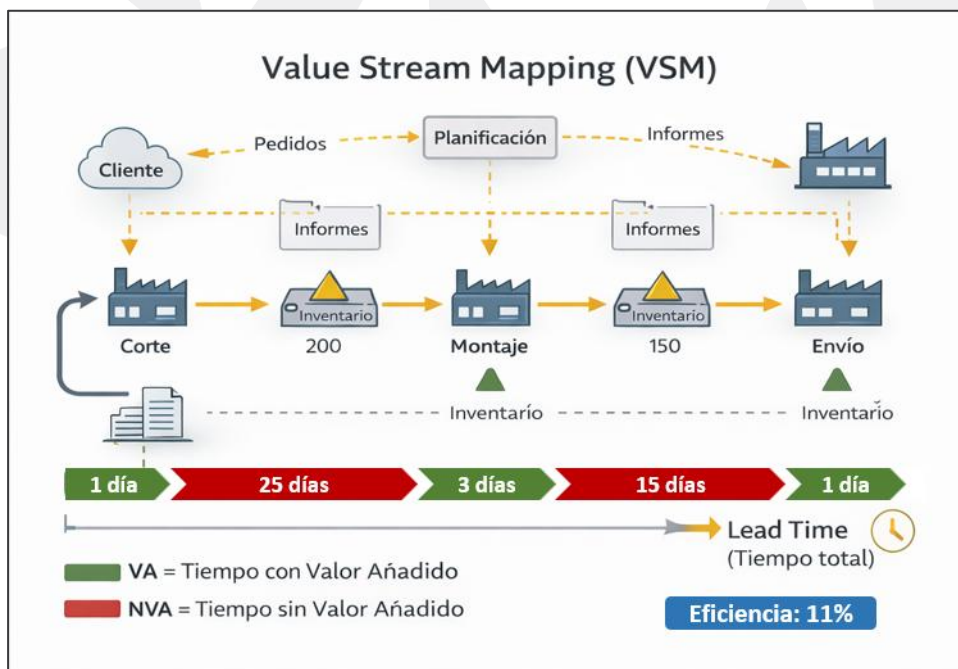 Value Stream Mapping (VSM)
Cliente
Pedidos
Planificación
Informes
Informes
Informes
Inventario
Inventario
Corte
200
Montaje
150
Envío
Inventarío
Inventario
1 día
25 días
3 días
15 días
1 día
Lead Time
(Tiempo total)
VA = Tiempo con Valor Añadido
NVA = Tiempo sin Valor Añadido
Eficiencia: 11%